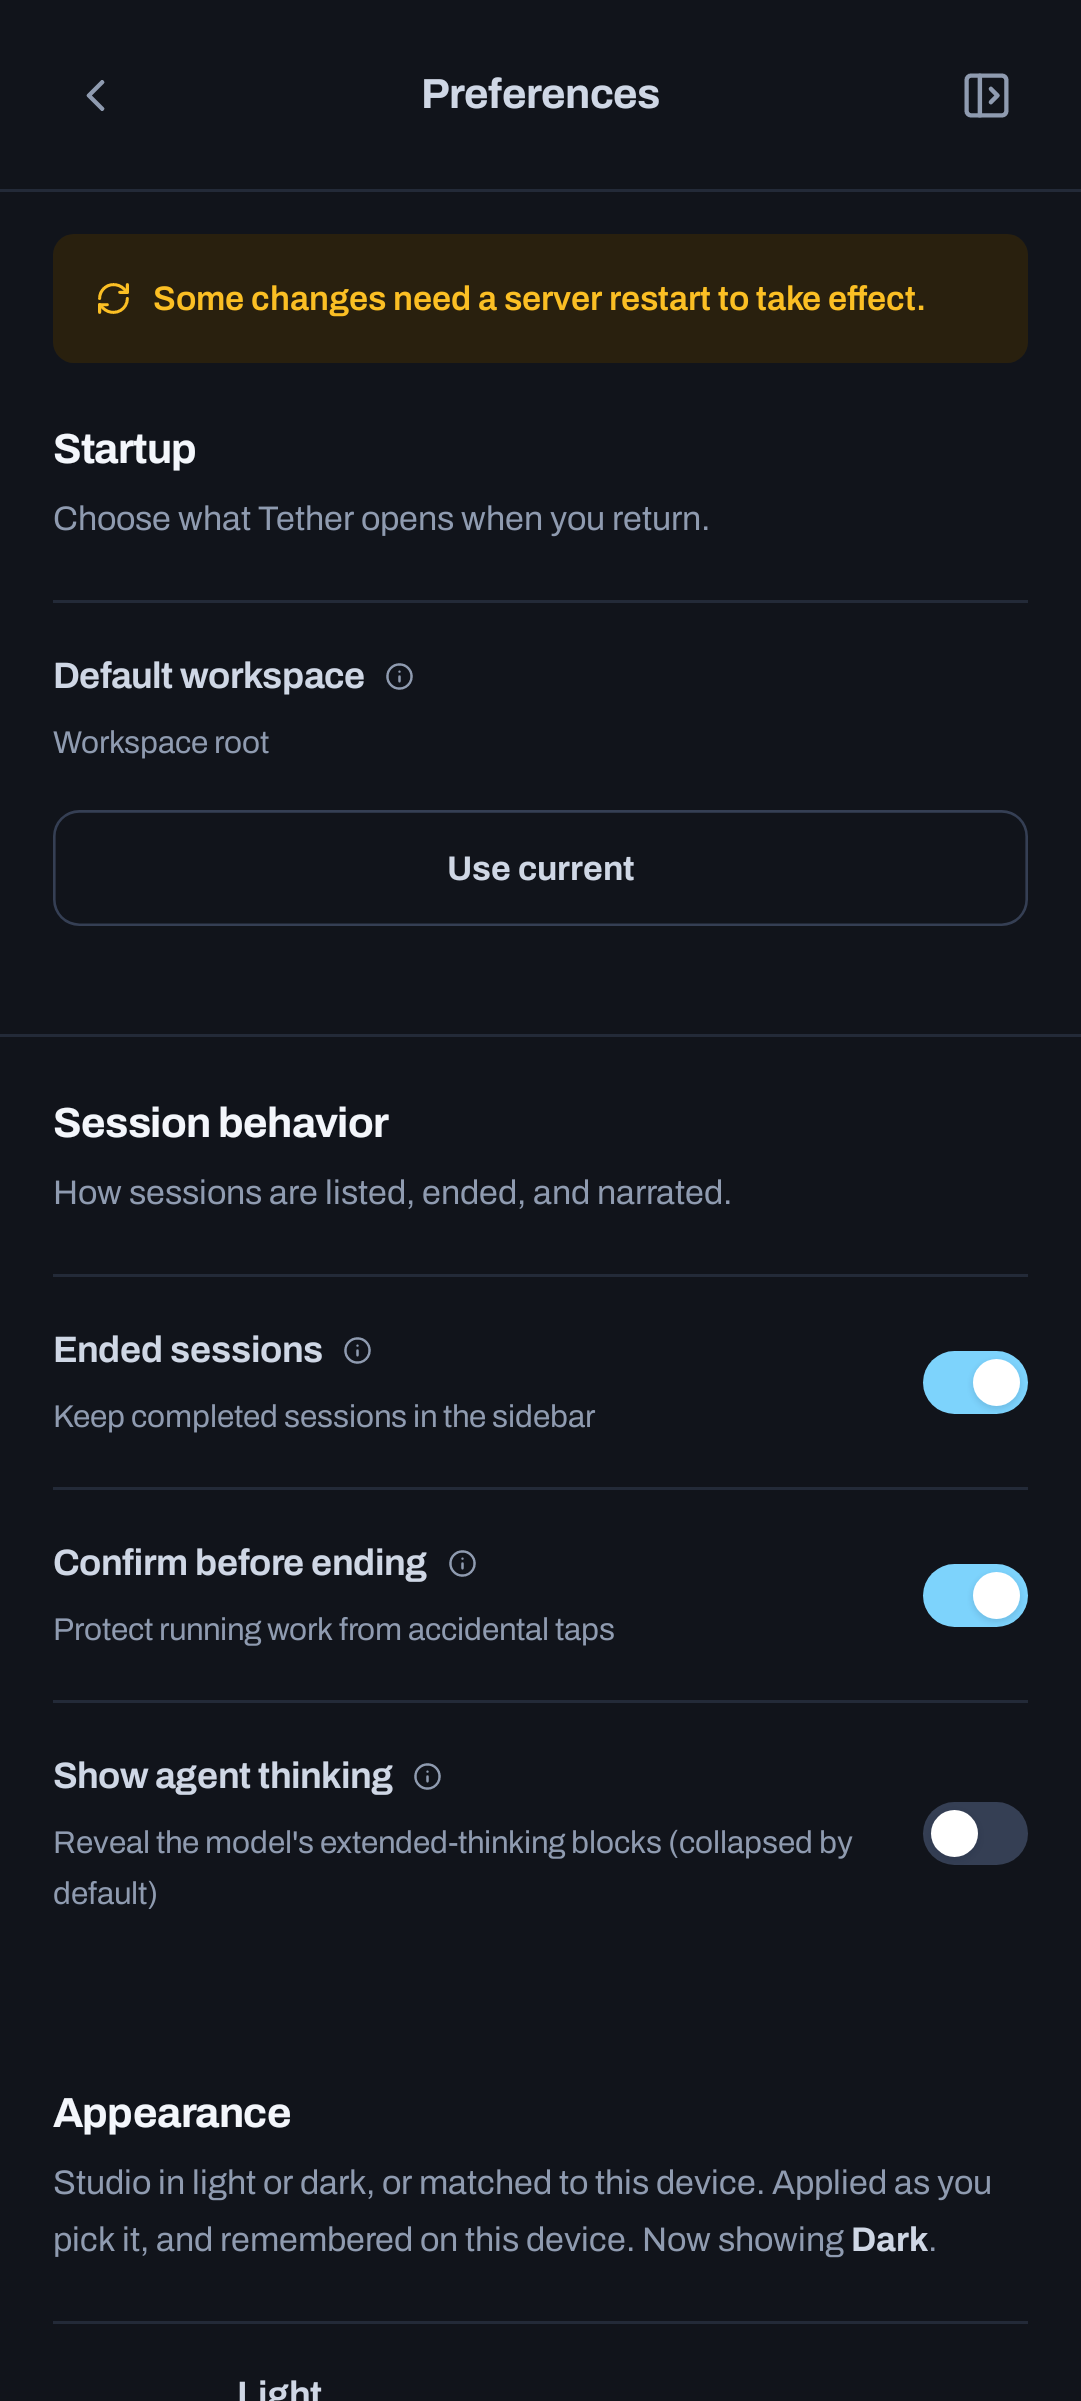 Preferences
Some changes need a server restart to take effect.
Startup
Choose what Tether opens when you return.
Default workspace
Workspace root
Use current
Session behavior
How sessions are listed, ended, and narrated.
Ended sessions
Keep completed sessions in the sidebar
Confirm before ending
Protect running work from accidental taps
Show agent thinking
Reveal the model's extended-thinking blocks (collapsed by
default)
Appearance
Studio in light or dark, or matched to this device. Applied as you
pick it, and remembered on this device. Now showing Dark.
Light